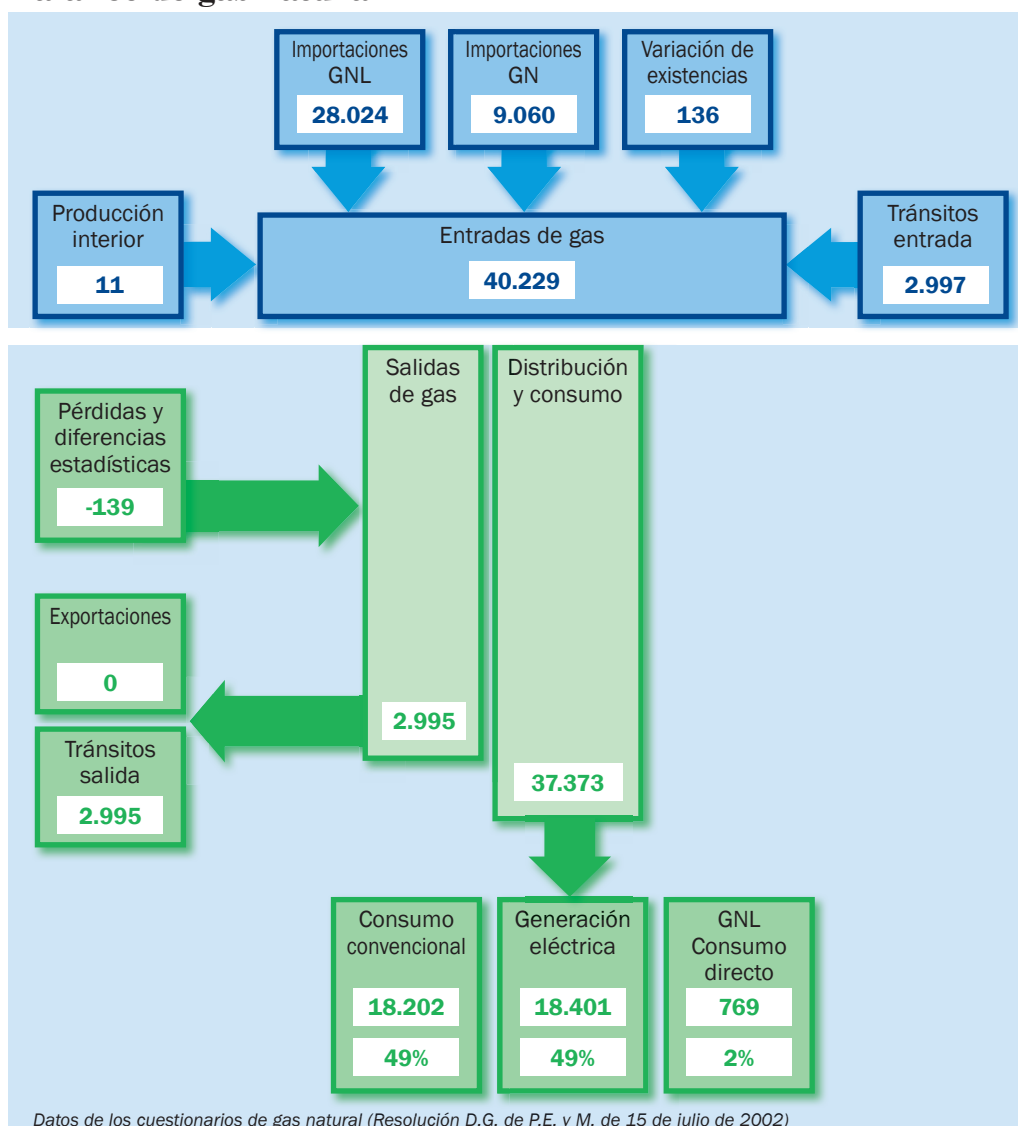 Importaciones
GNL
28.024
Importaciones
GN
9.060
Variación de
existencias
136
Producción
interior
11
Entradas de gas
40.229
Tránsitos
entrada
2.997
Salidas
de gas
2.995
Distribución
y consumo
37.373
Pérdidas y
diferencias
estadísticas
-139
Exportaciones
0
Tránsitos
salida
2.995
Consumo
convencional
18.202
49%
Generación
eléctrica
18.401
49%
GNL
Consumo
directo
769
2%
Datos de los cuestionarios de gas natural (Resolución D.G. de P.E. y M. de 15 de julio de 2002)